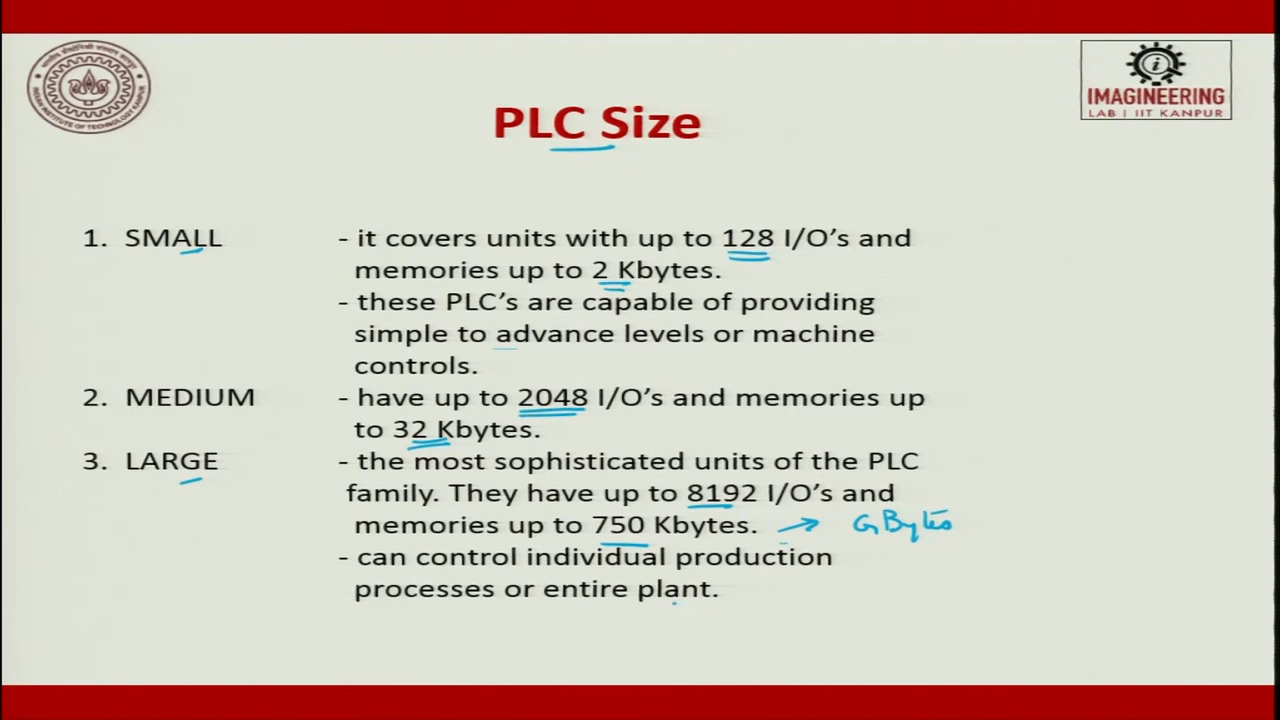 IMAGINEERING
LAB | IIT KANPUR
PLC Size
1. SMALL - it covers units with up to 128 I/O's and
memories up to 2 Kbytes.
- these PLC's are capable of providing
simple to advance levels or machine
controls.
2. MEDIUM - have up to 2048 I/O's and memories up
to 32 Kbytes.
3. LARGE - the most sophisticated units of the PLC
family. They have up to 8192 I/O's and
memories up to 750 Kbytes. → GBytes
- can control individual production
processes or entire plant.